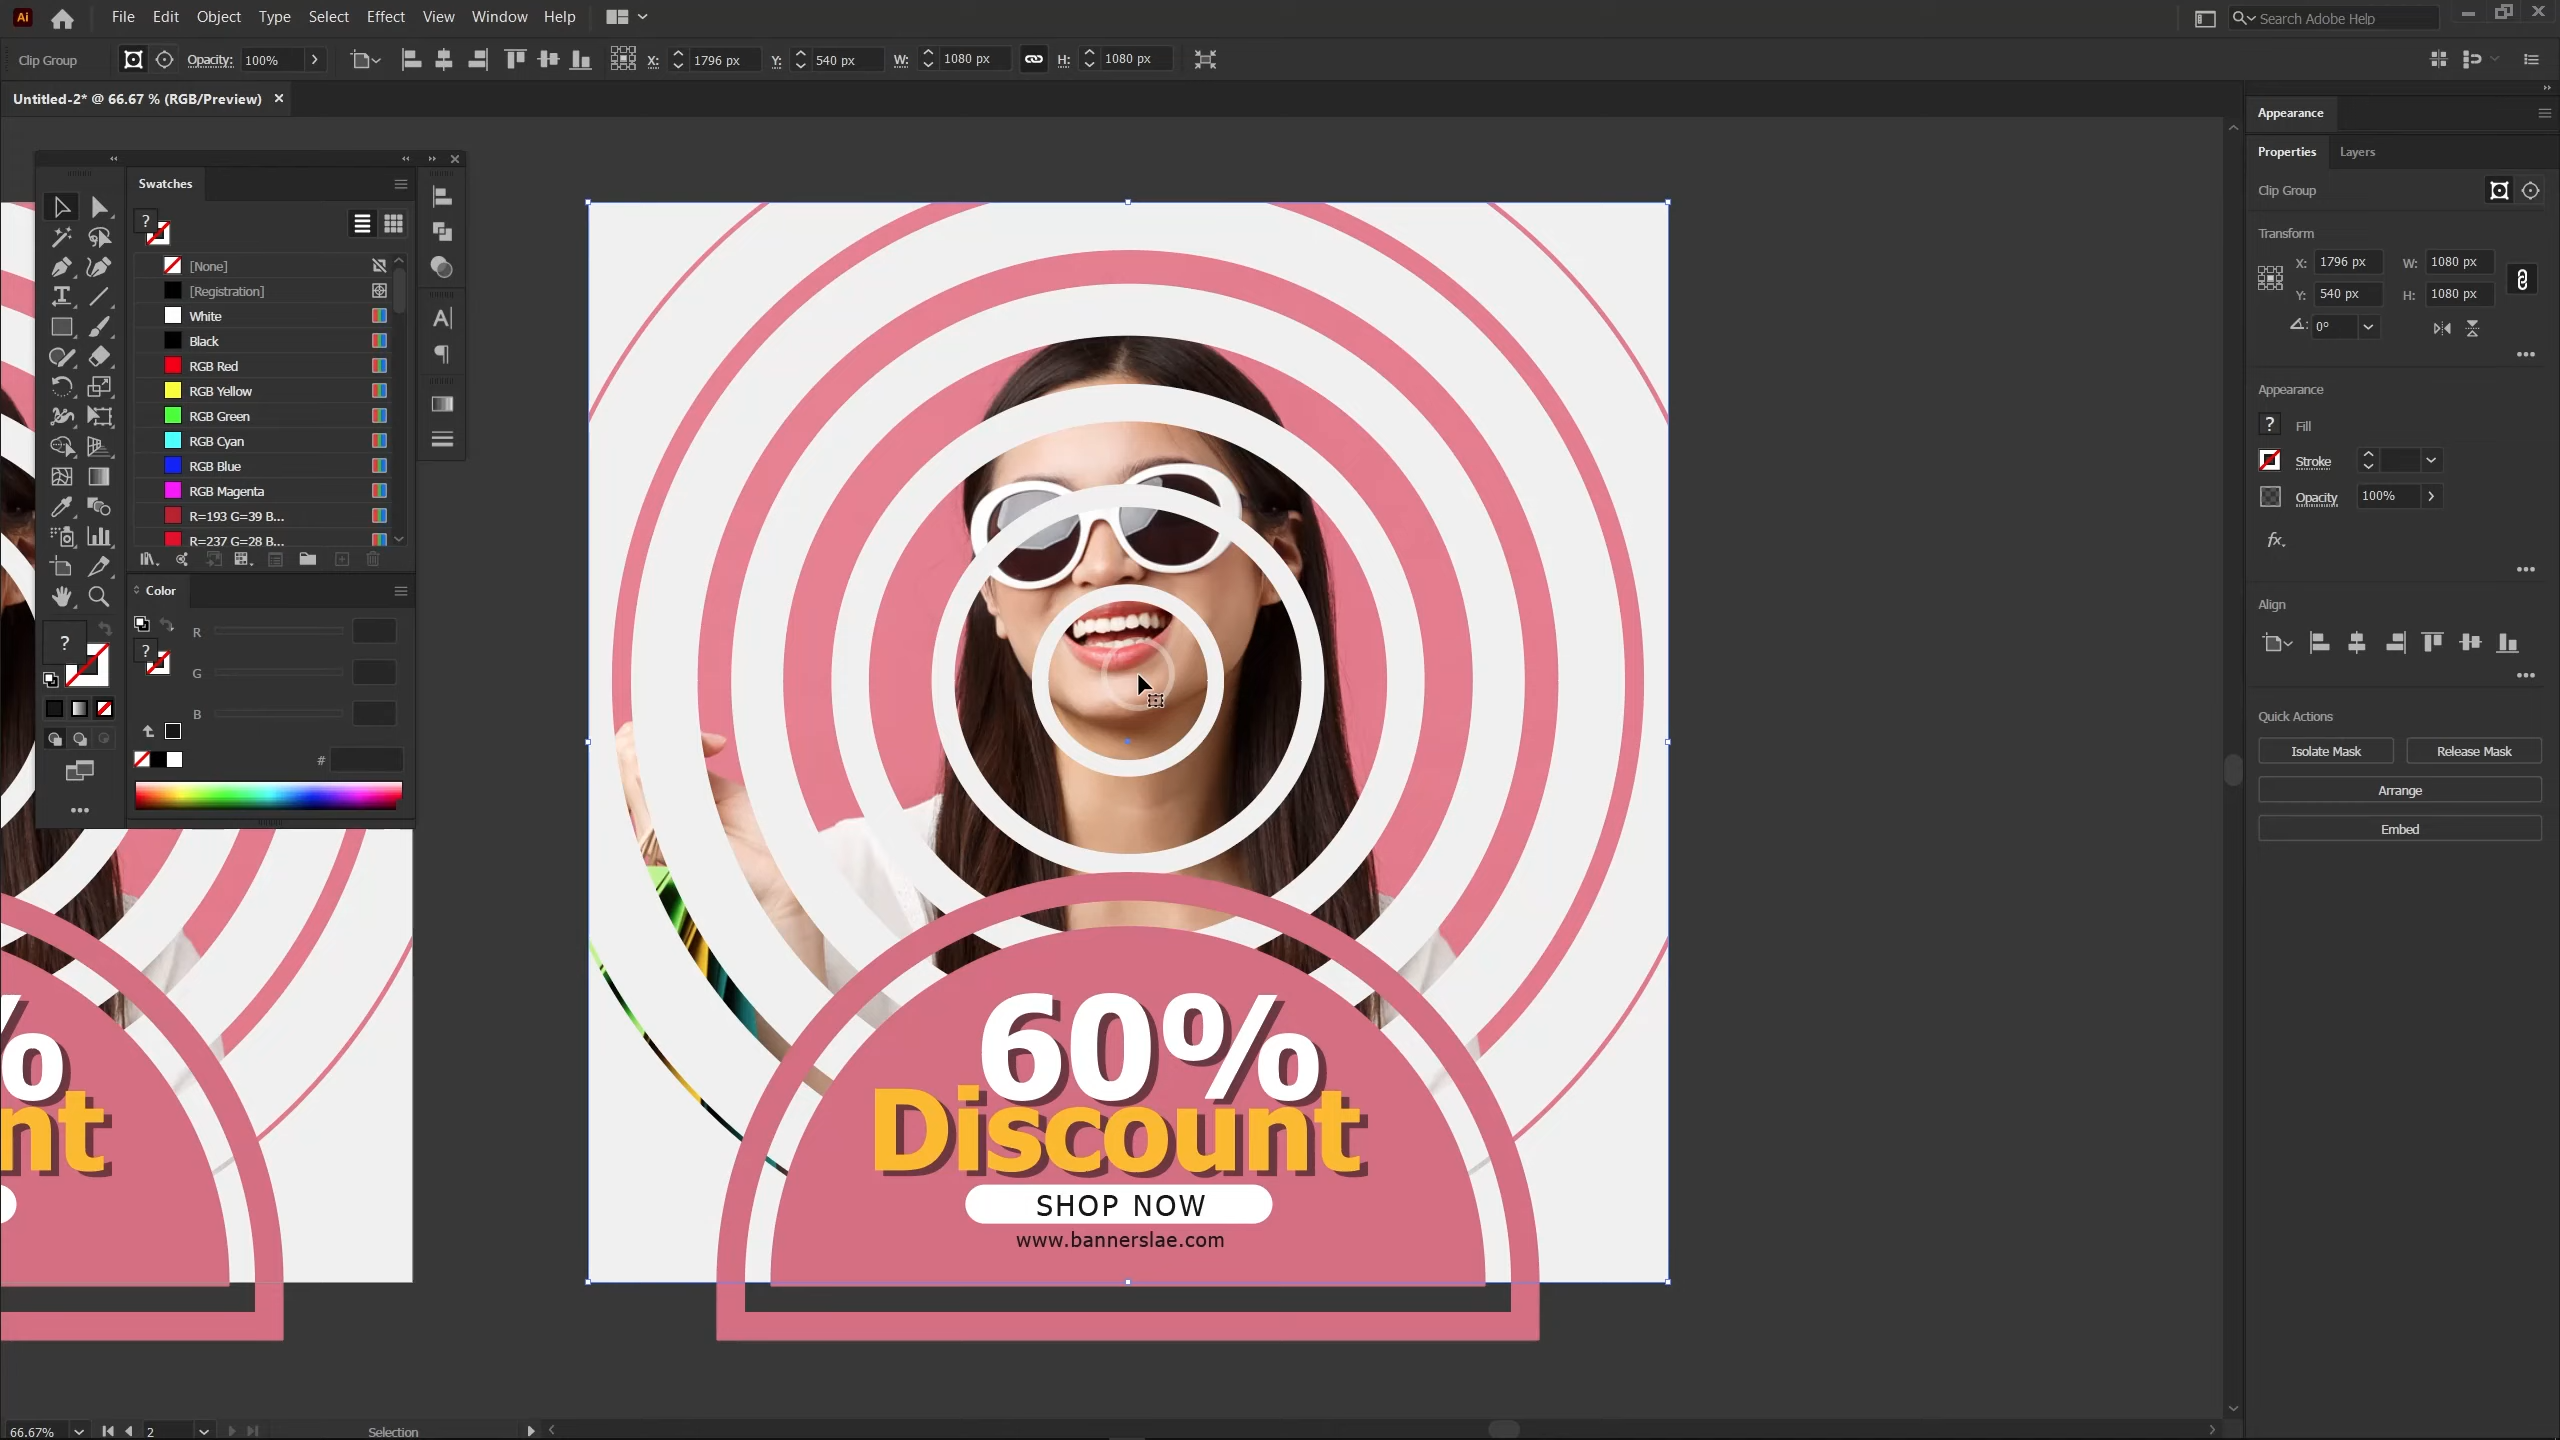 Ai File Edit Object Type Select Effect View Window Help Search Adobe Help
Clip Group Opacity: 100% X: 1796 px Y: 540 px W: 1080 px H: 1080 px
Untitled-2* @ 66.67 % (RGB/Preview)
Swatches
[None]
[Registration]
White
Black
RGB Red
RGB Yellow
RGB Green
RGB Cyan
RGB Blue
RGB Magenta
R=193 G=39 B...
R=237 G=28 B...
Color
R
G
B
#
%
nt
60%
Discount
SHOP NOW
www.bannerslae.com
Appearance
Properties Layers
Clip Group
Transform
X: 1796 px W: 1080 px
Y: 540 px H: 1080 px
0°
Appearance
? Fill
Stroke
Opacity 100%
fx.
Align
Quick Actions
Isolate Mask Release Mask
Arrange
Embed
66.67% 2 Selection